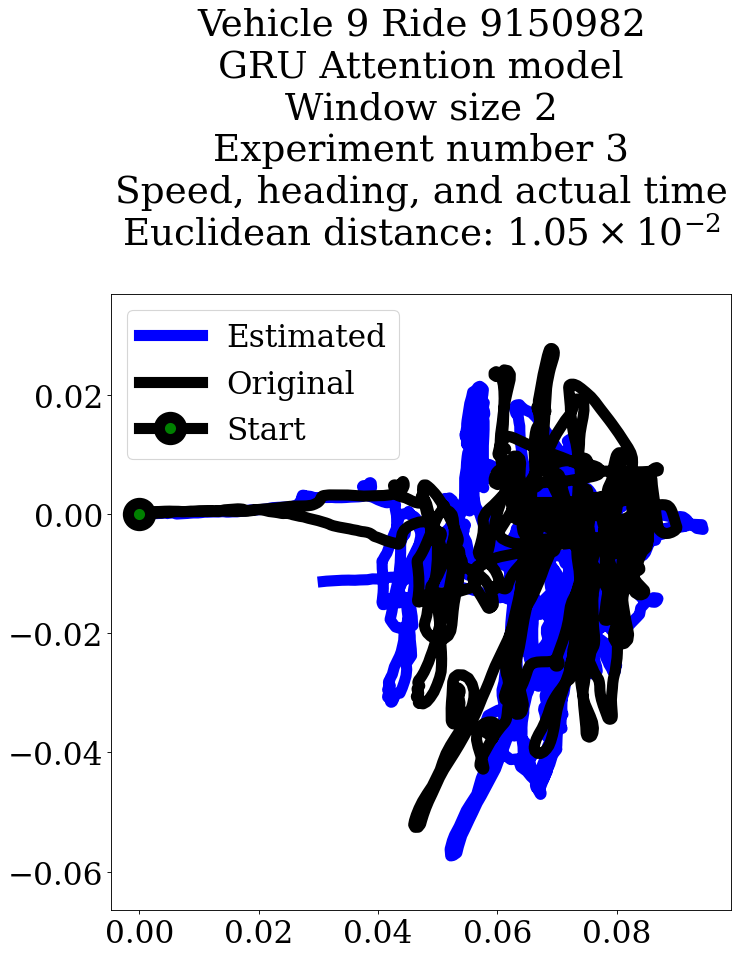 Vehicle 9 Ride 9150982
GRU Attention model
Window size 2
Experiment number 3
Speed, heading, and actual time
Euclidean distance: 1.05 × 10⁻²
Estimated
Original
Start
0.02
0.00
−0.02
−0.04
−0.06
0.00 0.02 0.04 0.06 0.08